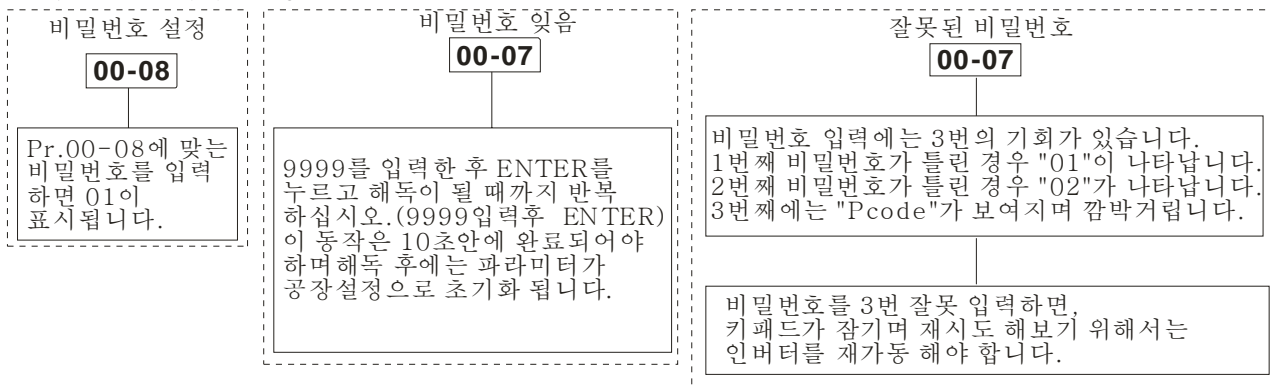 비밀번호 설정
00-08
Pr.00-08에 맞는
비밀번호를 입력
하면 01이
표시됩니다.
비밀번호 잊음
00-07
9999를 입력한 후 ENTER를
누르고 해독이 될 때까지 반복
하십시오.(9999입력후 ENTER)
이 동작은 10초안에 완료되어야
하며해독 후에는 파라미터가
공장설정으로 초기화 됩니다.
잘못된 비밀번호
00-07
비밀번호 입력에는 3번의 기회가 있습니다.
1번째 비밀번호가 틀린 경우 "01"이 나타납니다.
2번째 비밀번호가 틀린 경우 "02"가 나타납니다.
3번째에는 "Pcode"가 보여지며 깜박거립니다.
비밀번호를 3번 잘못 입력하면,
키패드가 잠기며 재시도 해보기 위해서는
인버터를 재가동 해야 합니다.